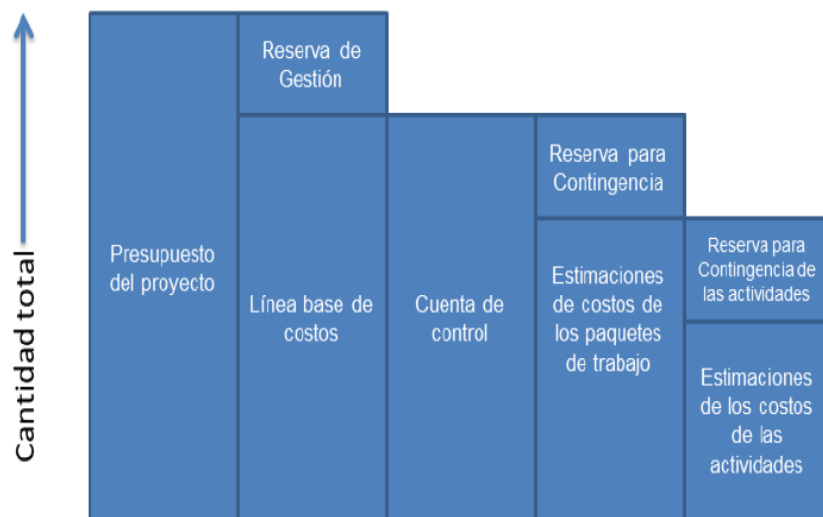 Cantidad total
Presupuesto
del proyecto
Reserva de
Gestión
Línea base de
costos
Cuenta de
control
Reserva para
Contingencia
Estimaciones
de costos de
los paquetes
de trabajo
Reserva para
Contingencia de
las actividades
Estimaciones
de los costos
de las
actividades